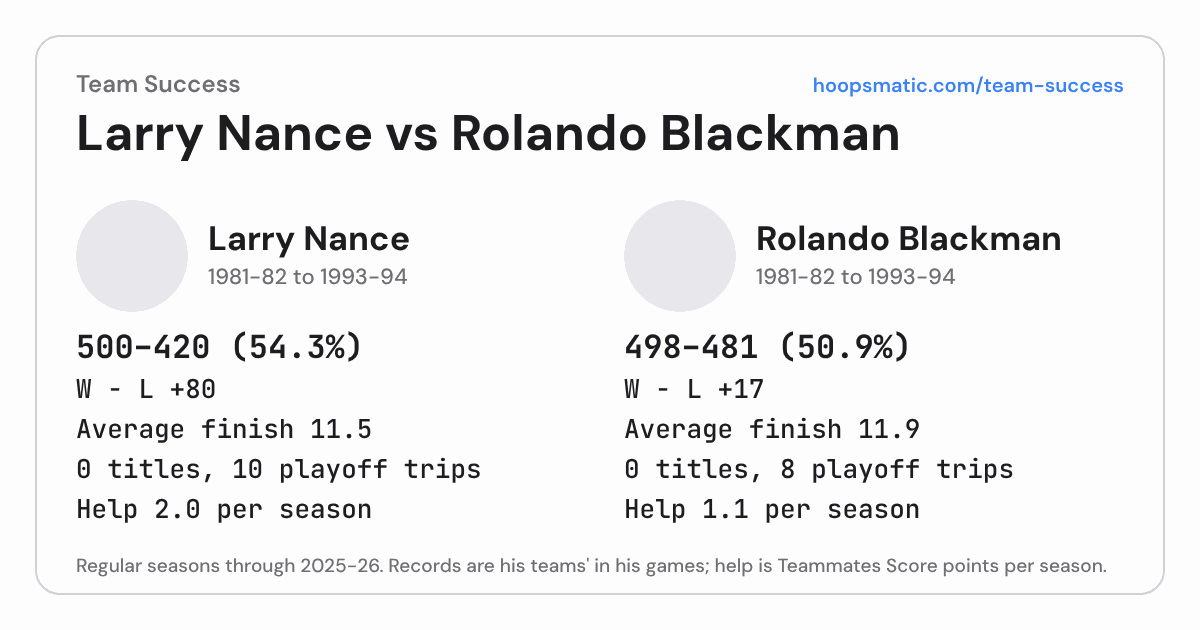 Team Success
hoopsmatic.com/team-success
Larry Nance vs Rolando Blackman
Larry Nance
1981-82 to 1993-94
500-420 (54.3%)
W - L +80
Average finish 11.5
0 titles, 10 playoff trips
Help 2.0 per season
Rolando Blackman
1981-82 to 1993-94
498-481 (50.9%)
W - L +17
Average finish 11.9
0 titles, 8 playoff trips
Help 1.1 per season
Regular seasons through 2025-26. Records are his teams' in his games; help is Teammates Score points per season.